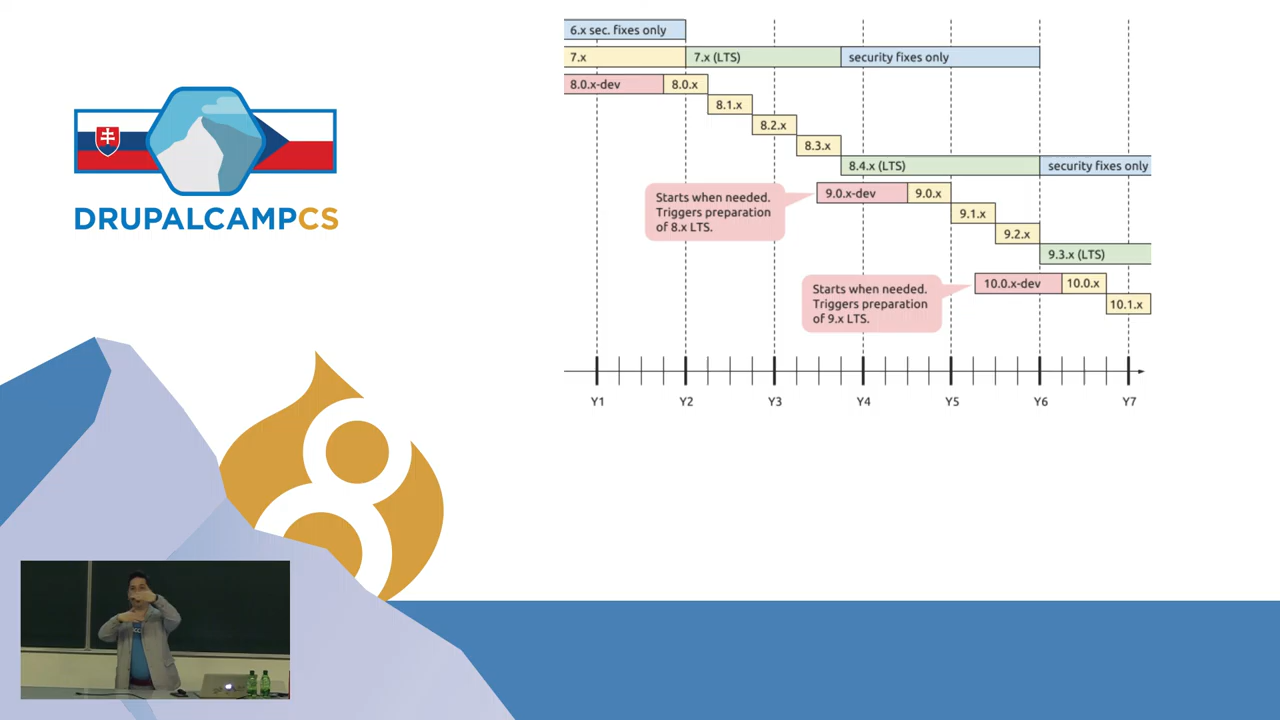 6.x sec. fixes only
7.x
7.x (LTS)
security fixes only
8.0.x-dev
8.0.x
8.1.x
8.2.x
8.3.x
8.4.x (LTS)
security fixes only
Starts when needed.
Triggers preparation
of 8.x LTS.
9.0.x-dev
9.0.x
9.1.x
9.2.x
9.3.x (LTS)
Starts when needed.
Triggers preparation
of 9.x LTS.
10.0.x-dev
10.0.x
10.1.x
Y1
Y2
Y3
Y4
Y5
Y6
Y7
DRUPALCAMPCS
8